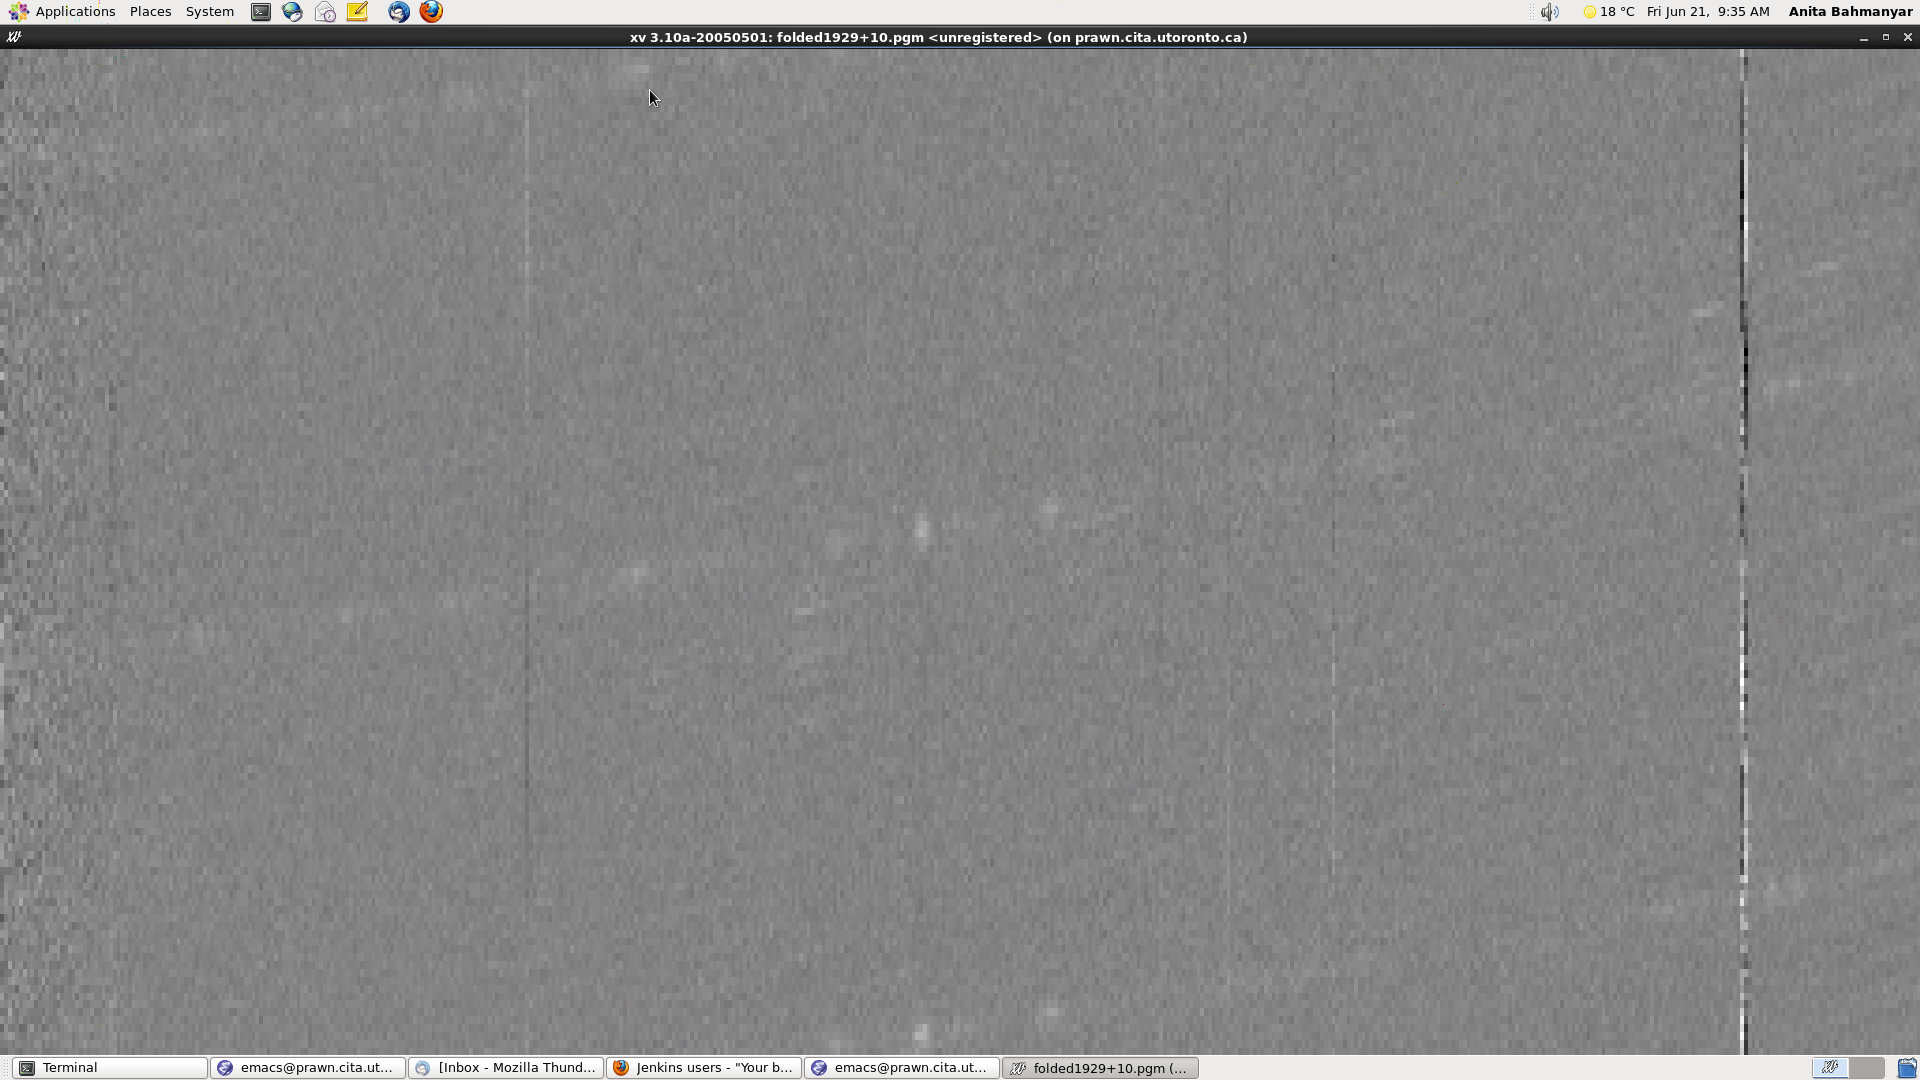 Applications Places System 18 °C Fri Jun 21, 9:35 AM Anita Bahmanyar
xv 3.10a-20050501: folded1929+10.pgm <unregistered> (on prawn.cita.utoronto.ca)
Terminal emacs@prawn.cita.ut... [Inbox - Mozilla Thund... Jenkins users - "Your b... emacs@prawn.cita.ut... folded1929+10.pgm (...